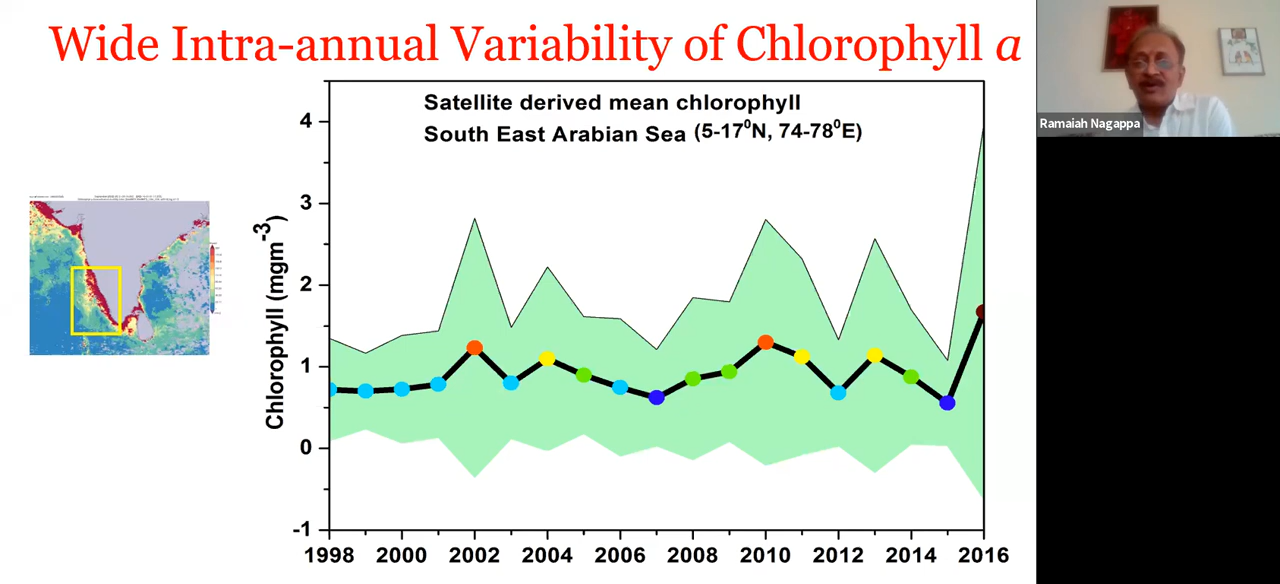 Wide Intra-annual Variability of Chlorophyll a
Ramaiah Nagappa
Satellite derived mean chlorophyll
South East Arabian Sea (5-17⁰N, 74-78⁰E)
Chlorophyll (mgm⁻³)
4
3
2
1
0
-1
1998 2000 2002 2004 2006 2008 2010 2012 2014 2016